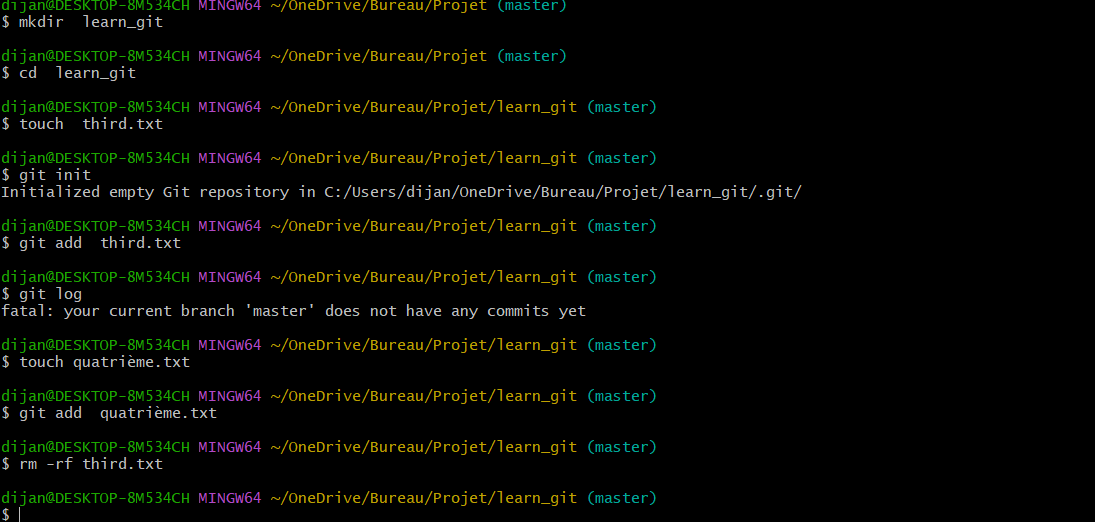 dijan@DESKTOP-8M534CH MINGW64 ~/OneDrive/Bureau/Projet (master)
$ mkdir  learn_git
dijan@DESKTOP-8M534CH MINGW64 ~/OneDrive/Bureau/Projet (master)
$ cd  learn_git
dijan@DESKTOP-8M534CH MINGW64 ~/OneDrive/Bureau/Projet/learn_git (master)
$ touch  third.txt
dijan@DESKTOP-8M534CH MINGW64 ~/OneDrive/Bureau/Projet/learn_git (master)
$ git init
Initialized empty Git repository in C:/Users/dijan/OneDrive/Bureau/Projet/learn_git/.git/
dijan@DESKTOP-8M534CH MINGW64 ~/OneDrive/Bureau/Projet/learn_git (master)
$ git add  third.txt
dijan@DESKTOP-8M534CH MINGW64 ~/OneDrive/Bureau/Projet/learn_git (master)
$ git log
fatal: your current branch 'master' does not have any commits yet
dijan@DESKTOP-8M534CH MINGW64 ~/OneDrive/Bureau/Projet/learn_git (master)
$ touch quatrième.txt
dijan@DESKTOP-8M534CH MINGW64 ~/OneDrive/Bureau/Projet/learn_git (master)
$ git add  quatrième.txt
dijan@DESKTOP-8M534CH MINGW64 ~/OneDrive/Bureau/Projet/learn_git (master)
$ rm -rf third.txt
dijan@DESKTOP-8M534CH MINGW64 ~/OneDrive/Bureau/Projet/learn_git (master)
$